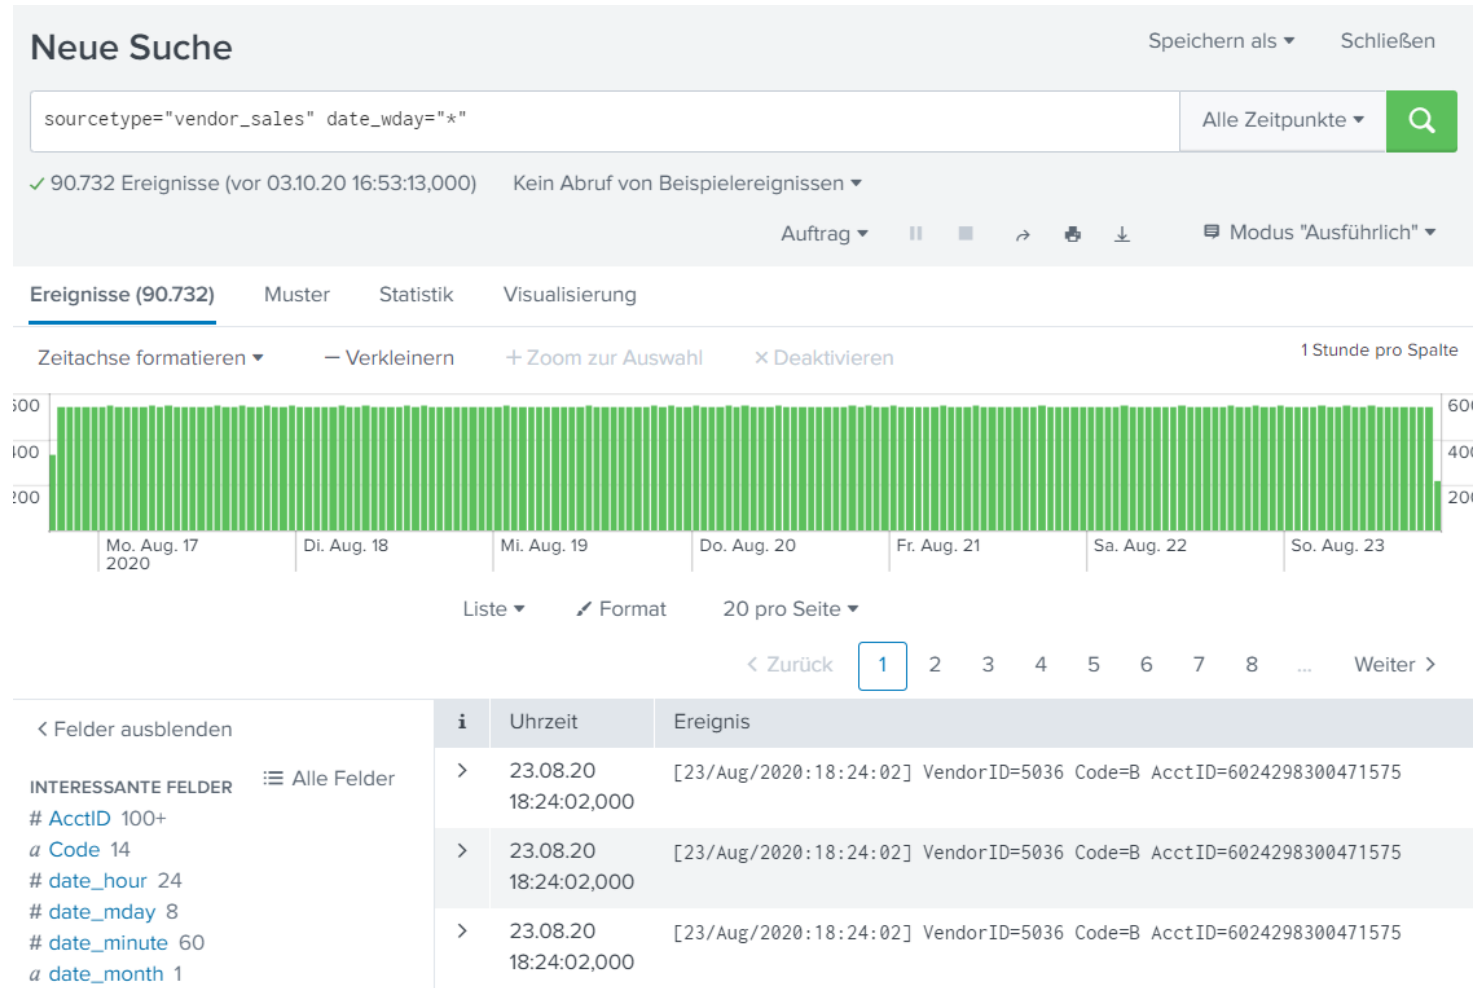 Neue Suche
Speichern als
Schließen
sourcetype="vendor_sales" date_wday="*"
Alle Zeitpunkte
90.732 Ereignisse (vor 03.10.20 16:53:13,000)
Kein Abruf von Beispielereignissen
Auftrag
Modus "Ausführlich"
Ereignisse (90.732)
Muster
Statistik
Visualisierung
Zeitachse formatieren
— Verkleinern
+ Zoom zur Auswahl
× Deaktivieren
1 Stunde pro Spalte
Mo. Aug. 17
2020
Di. Aug. 18
Mi. Aug. 19
Do. Aug. 20
Fr. Aug. 21
Sa. Aug. 22
So. Aug. 23
Liste
Format
20 pro Seite
< Zurück 1 2 3 4 5 6 7 8 ... Weiter >
< Felder ausblenden
INTERESSANTE FELDER
Alle Felder
# AcctID 100+
a Code 14
# date_hour 24
# date_mday 8
# date_minute 60
a date_month 1
i Uhrzeit Ereignis
> 23.08.20
18:24:02,000
[23/Aug/2020:18:24:02] VendorID=5036 Code=B AcctID=6024298300471575
> 23.08.20
18:24:02,000
[23/Aug/2020:18:24:02] VendorID=5036 Code=B AcctID=6024298300471575
> 23.08.20
18:24:02,000
[23/Aug/2020:18:24:02] VendorID=5036 Code=B AcctID=6024298300471575